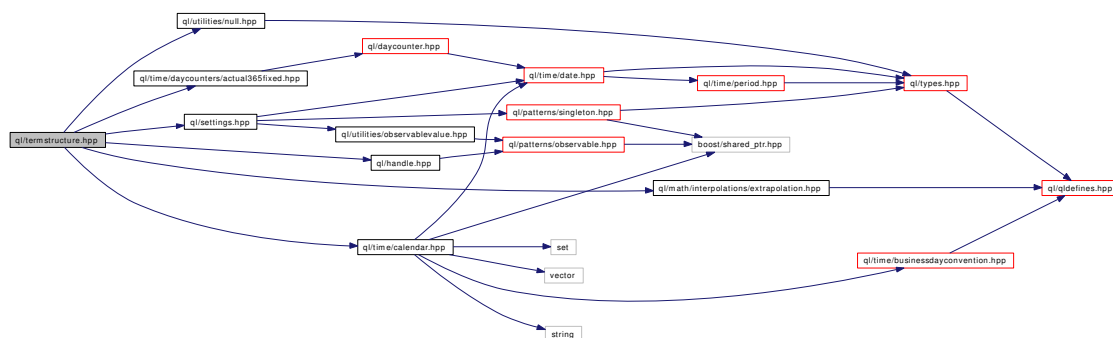 ql/utilities/null.hpp
ql/daycounter.hpp
ql/time/daycounters/actual365fixed.hpp
ql/time/date.hpp
ql/time/period.hpp
ql/types.hpp
ql/settings.hpp
ql/patterns/singleton.hpp
ql/termstructure.hpp
ql/utilities/observablevalue.hpp
ql/patterns/observable.hpp
boost/shared_ptr.hpp
ql/handle.hpp
ql/math/interpolations/extrapolation.hpp
ql/qldefines.hpp
ql/time/calendar.hpp
set
ql/time/businessdayconvention.hpp
vector
string